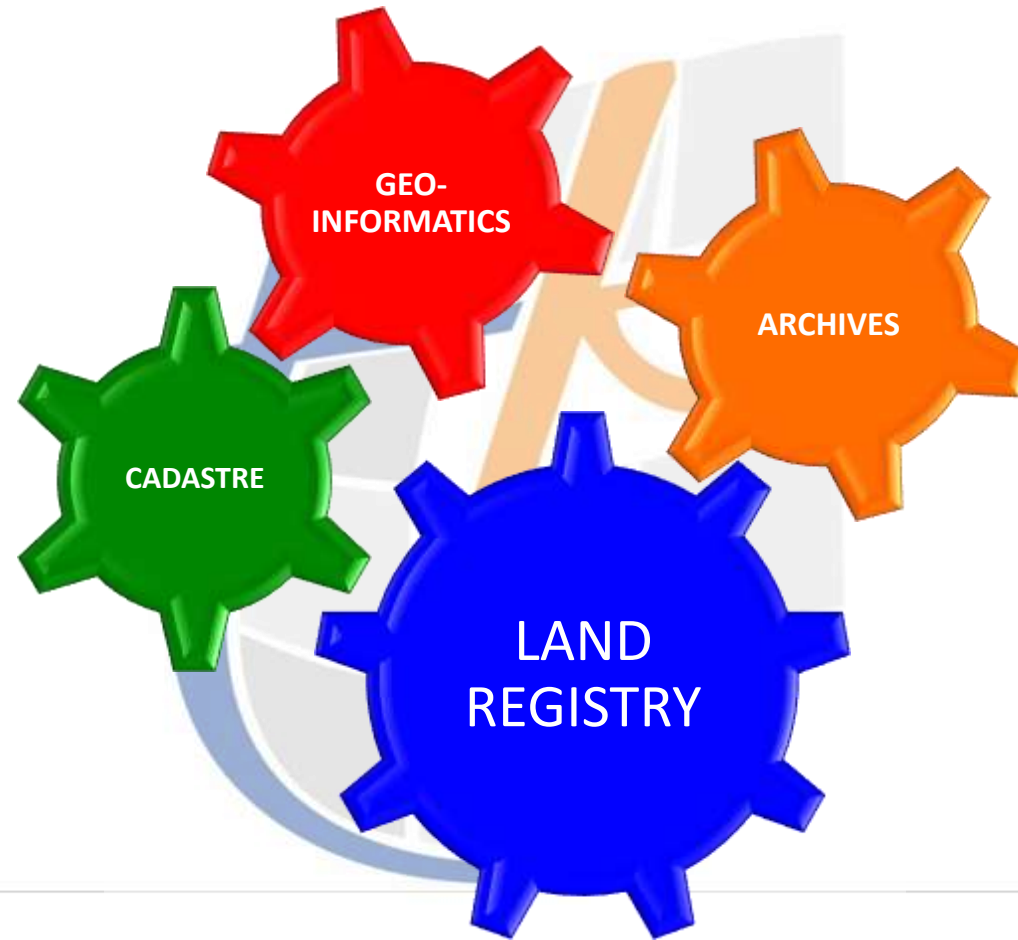 GEO-
INFORMATICS
ARCHIVES
CADASTRE
LAND
REGISTRY